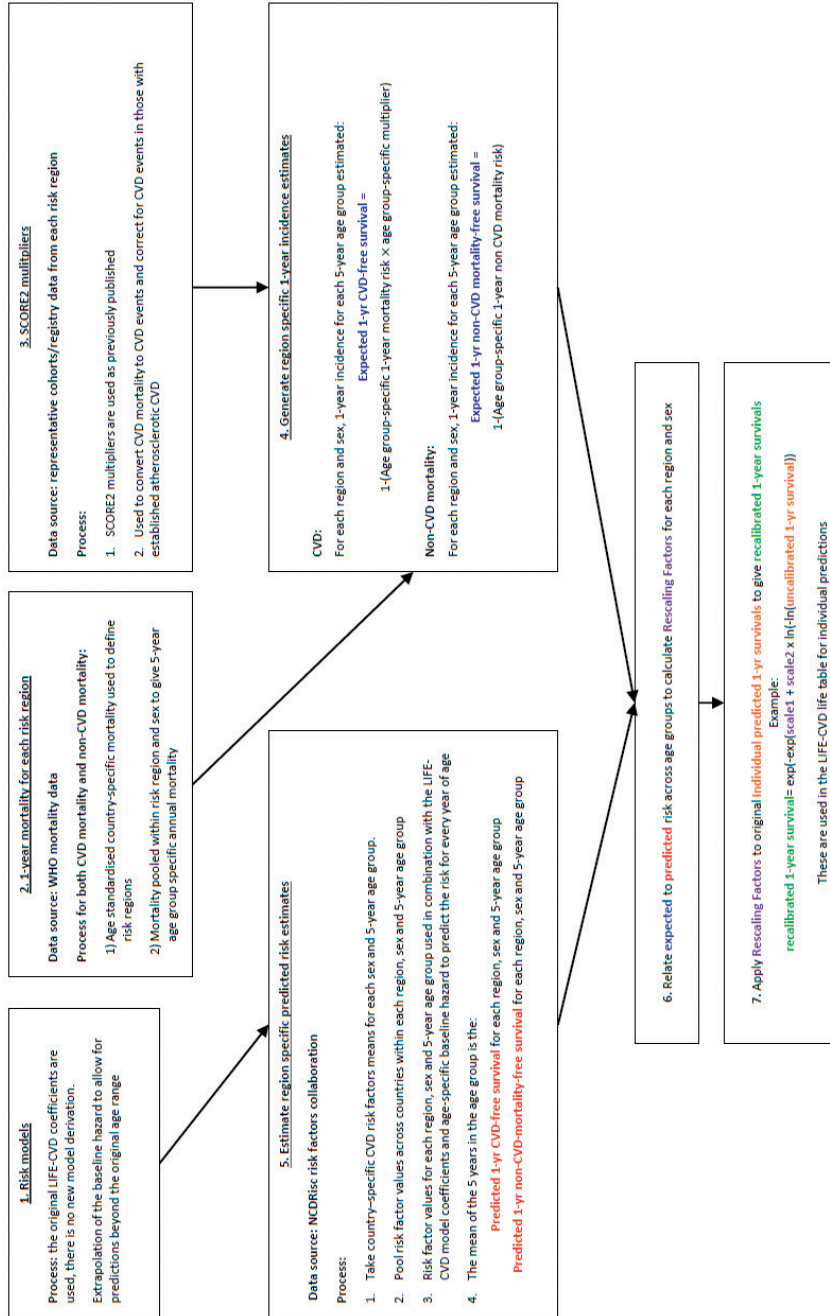 1. Risk models
Process: the original LIFE-CVD coefficients are
used, there is no new model derivation.
Extrapolation of the baseline hazard to allow for
predictions beyond the original age range
2. 1-year mortality for each risk region
Data source: WHO mortality data
Process for both CVD mortality and non-CVD mortality:
1) Age standardised country-specific mortality used to define
risk regions
2) Mortality pooled within risk region and sex to give 5-year
age group specific annual mortality
3. SCORE2 mulitpliers
Data source: representative cohorts/registry data from each risk region
Process:
1. SCORE2 multipliers are used as previously published
2. Used to convert CVD mortality to CVD events and correct for CVD events in those with
established atherosclerotic CVD
4. Generate region specific 1-year incidence estimates
CVD:
For each region and sex, 1-year incidence for each 5-year age group estimated:
Expected 1-yr CVD-free survival =
1-(Age group-specific 1-year mortality risk × age group-specific multiplier)
Non-CVD mortality:
For each region and sex, 1-year incidence for each 5-year age group estimated:
Expected 1-yr non-CVD mortality-free survival =
1-(Age group-specific 1-year non CVD mortality risk)
5. Estimate region specific predicted risk estimates
Data source: NCDRisc risk factors collaboration
Process:
1. Take country–specific CVD risk factors means for each sex and 5-year age group.
2. Pool risk factor values across countries within each region, sex and 5-year age group
3. Risk factor values for each region, sex and 5-year age group used in combination with the LIFE-
CVD model coefficients and age-specific baseline hazard to predict the risk for every year of age
4. The mean of the 5 years in the age group is the:
Predicted 1-yr CVD-free survival for each region, sex and 5-year age group
Predicted 1-yr non-CVD-mortality-free survival for each region, sex and 5-year age group
6. Relate expected to predicted risk across age groups to calculate Rescaling Factors for each region and sex
7. Apply Rescaling Factors to original Individual predicted 1-yr survivals to give recalibrated 1-year survivals
Example:
recalibrated 1-year survival= exp(-exp(scale1 + scale2 x ln(-ln(uncalibrated 1-yr survival))
These are used in the LIFE-CVD life table for individual predictions